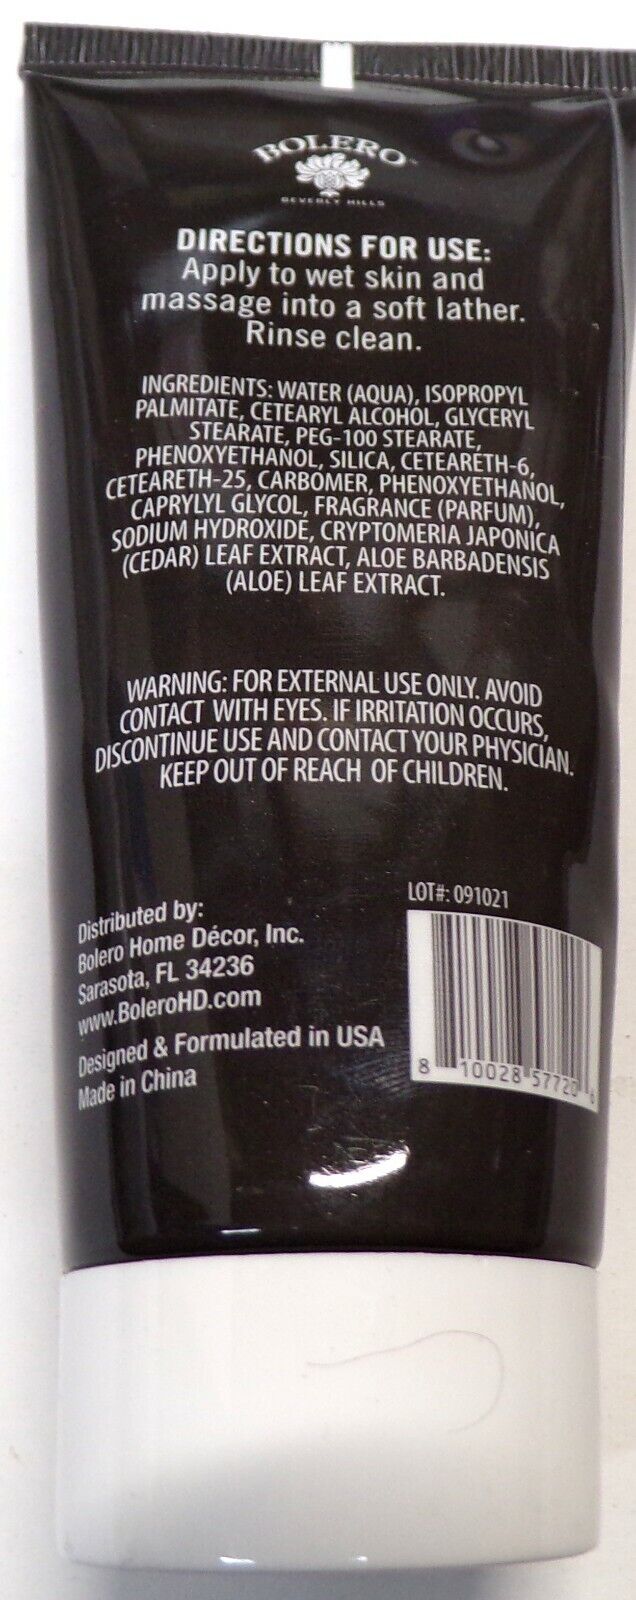 BOLERO™
BEVERLY HILLS
DIRECTIONS FOR USE:
Apply to wet skin and
massage into a soft lather.
Rinse clean.
INGREDIENTS: WATER (AQUA), ISOPROPYL
PALMITATE, CETEARYL ALCOHOL, GLYCERYL
STEARATE, PEG-100 STEARATE,
PHENOXYETHANOL, SILICA, CETEARETH-6,
CETEARETH-25, CARBOMER, PHENOXYETHANOL,
CAPRYLYL GLYCOL, FRAGRANCE (PARFUM),
SODIUM HYDROXIDE, CRYPTOMERIA JAPONICA
(CEDAR) LEAF EXTRACT, ALOE BARBADENSIS
(ALOE) LEAF EXTRACT.
WARNING: FOR EXTERNAL USE ONLY. AVOID
CONTACT WITH EYES. IF IRRITATION OCCURS,
DISCONTINUE USE AND CONTACT YOUR PHYSICIAN.
KEEP OUT OF REACH OF CHILDREN.
Distributed by:
Bolero Home Décor, Inc.
Sarasota, FL 34236
www.BoleroHD.com
Designed & Formulated in USA
Made in China
LOT#: 091021
8 10028 57720 6